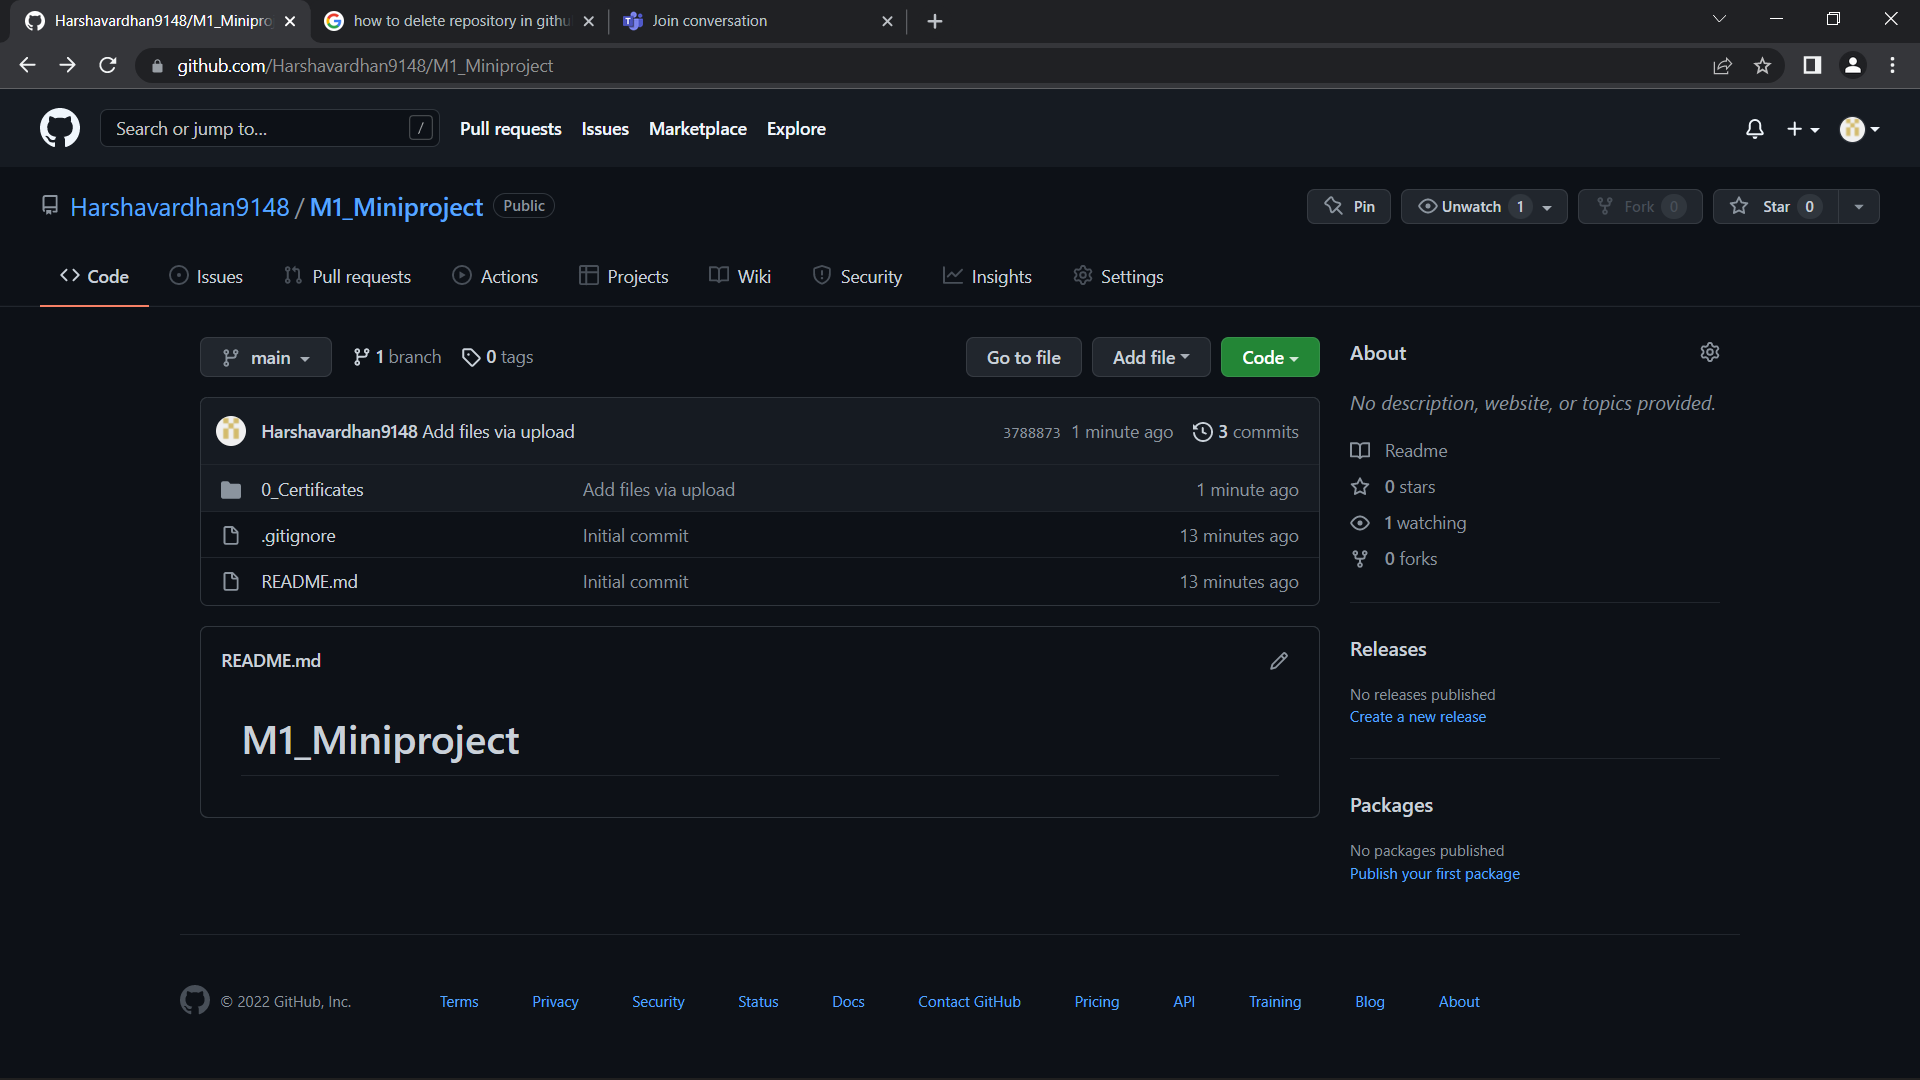 Harshavardhan9148/M1_Minipro
how to delete repository in githu
Join conversation
github.com/Harshavardhan9148/M1_Miniproject
Search or jump to...
/
Pull requests
Issues
Marketplace
Explore
Harshavardhan9148 / M1_Miniproject
Public
Pin
Unwatch 1
Fork 0
Star 0
Code
Issues
Pull requests
Actions
Projects
Wiki
Security
Insights
Settings
main
1 branch
0 tags
Go to file
Add file
Code
Harshavardhan9148 Add files via upload
3788873 1 minute ago
3 commits
0_Certificates
Add files via upload
1 minute ago
.gitignore
Initial commit
13 minutes ago
README.md
Initial commit
13 minutes ago
README.md
M1_Miniproject
About
No description, website, or topics provided.
Readme
0 stars
1 watching
0 forks
Releases
No releases published
Create a new release
Packages
No packages published
Publish your first package
© 2022 GitHub, Inc.
Terms
Privacy
Security
Status
Docs
Contact GitHub
Pricing
API
Training
Blog
About